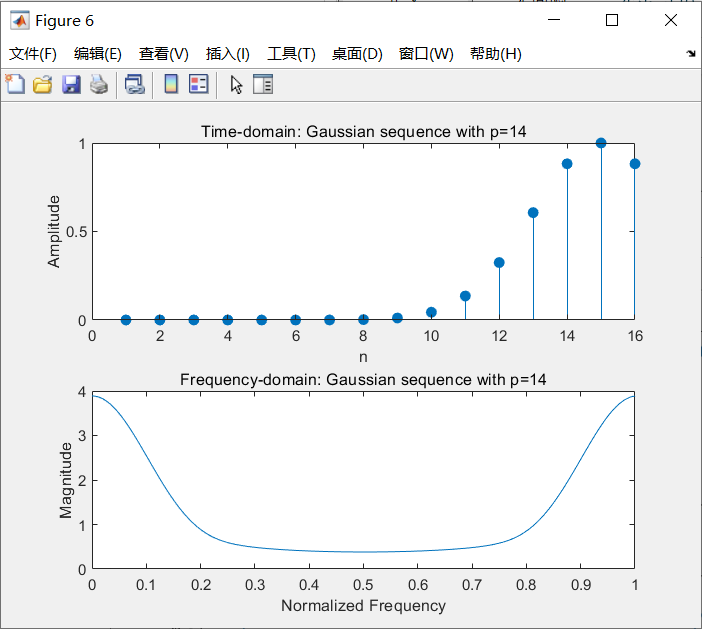 Figure 6
文件(F) 编辑(E) 查看(V) 插入(I) 工具(T) 桌面(D) 窗口(W) 帮助(H)
Time-domain: Gaussian sequence with p=14
1
0.5
0
Amplitude
0 2 4 6 8 10 12 14 16
n
Frequency-domain: Gaussian sequence with p=14
4
3
2
1
0
Magnitude
0 0.1 0.2 0.3 0.4 0.5 0.6 0.7 0.8 0.9 1
Normalized Frequency